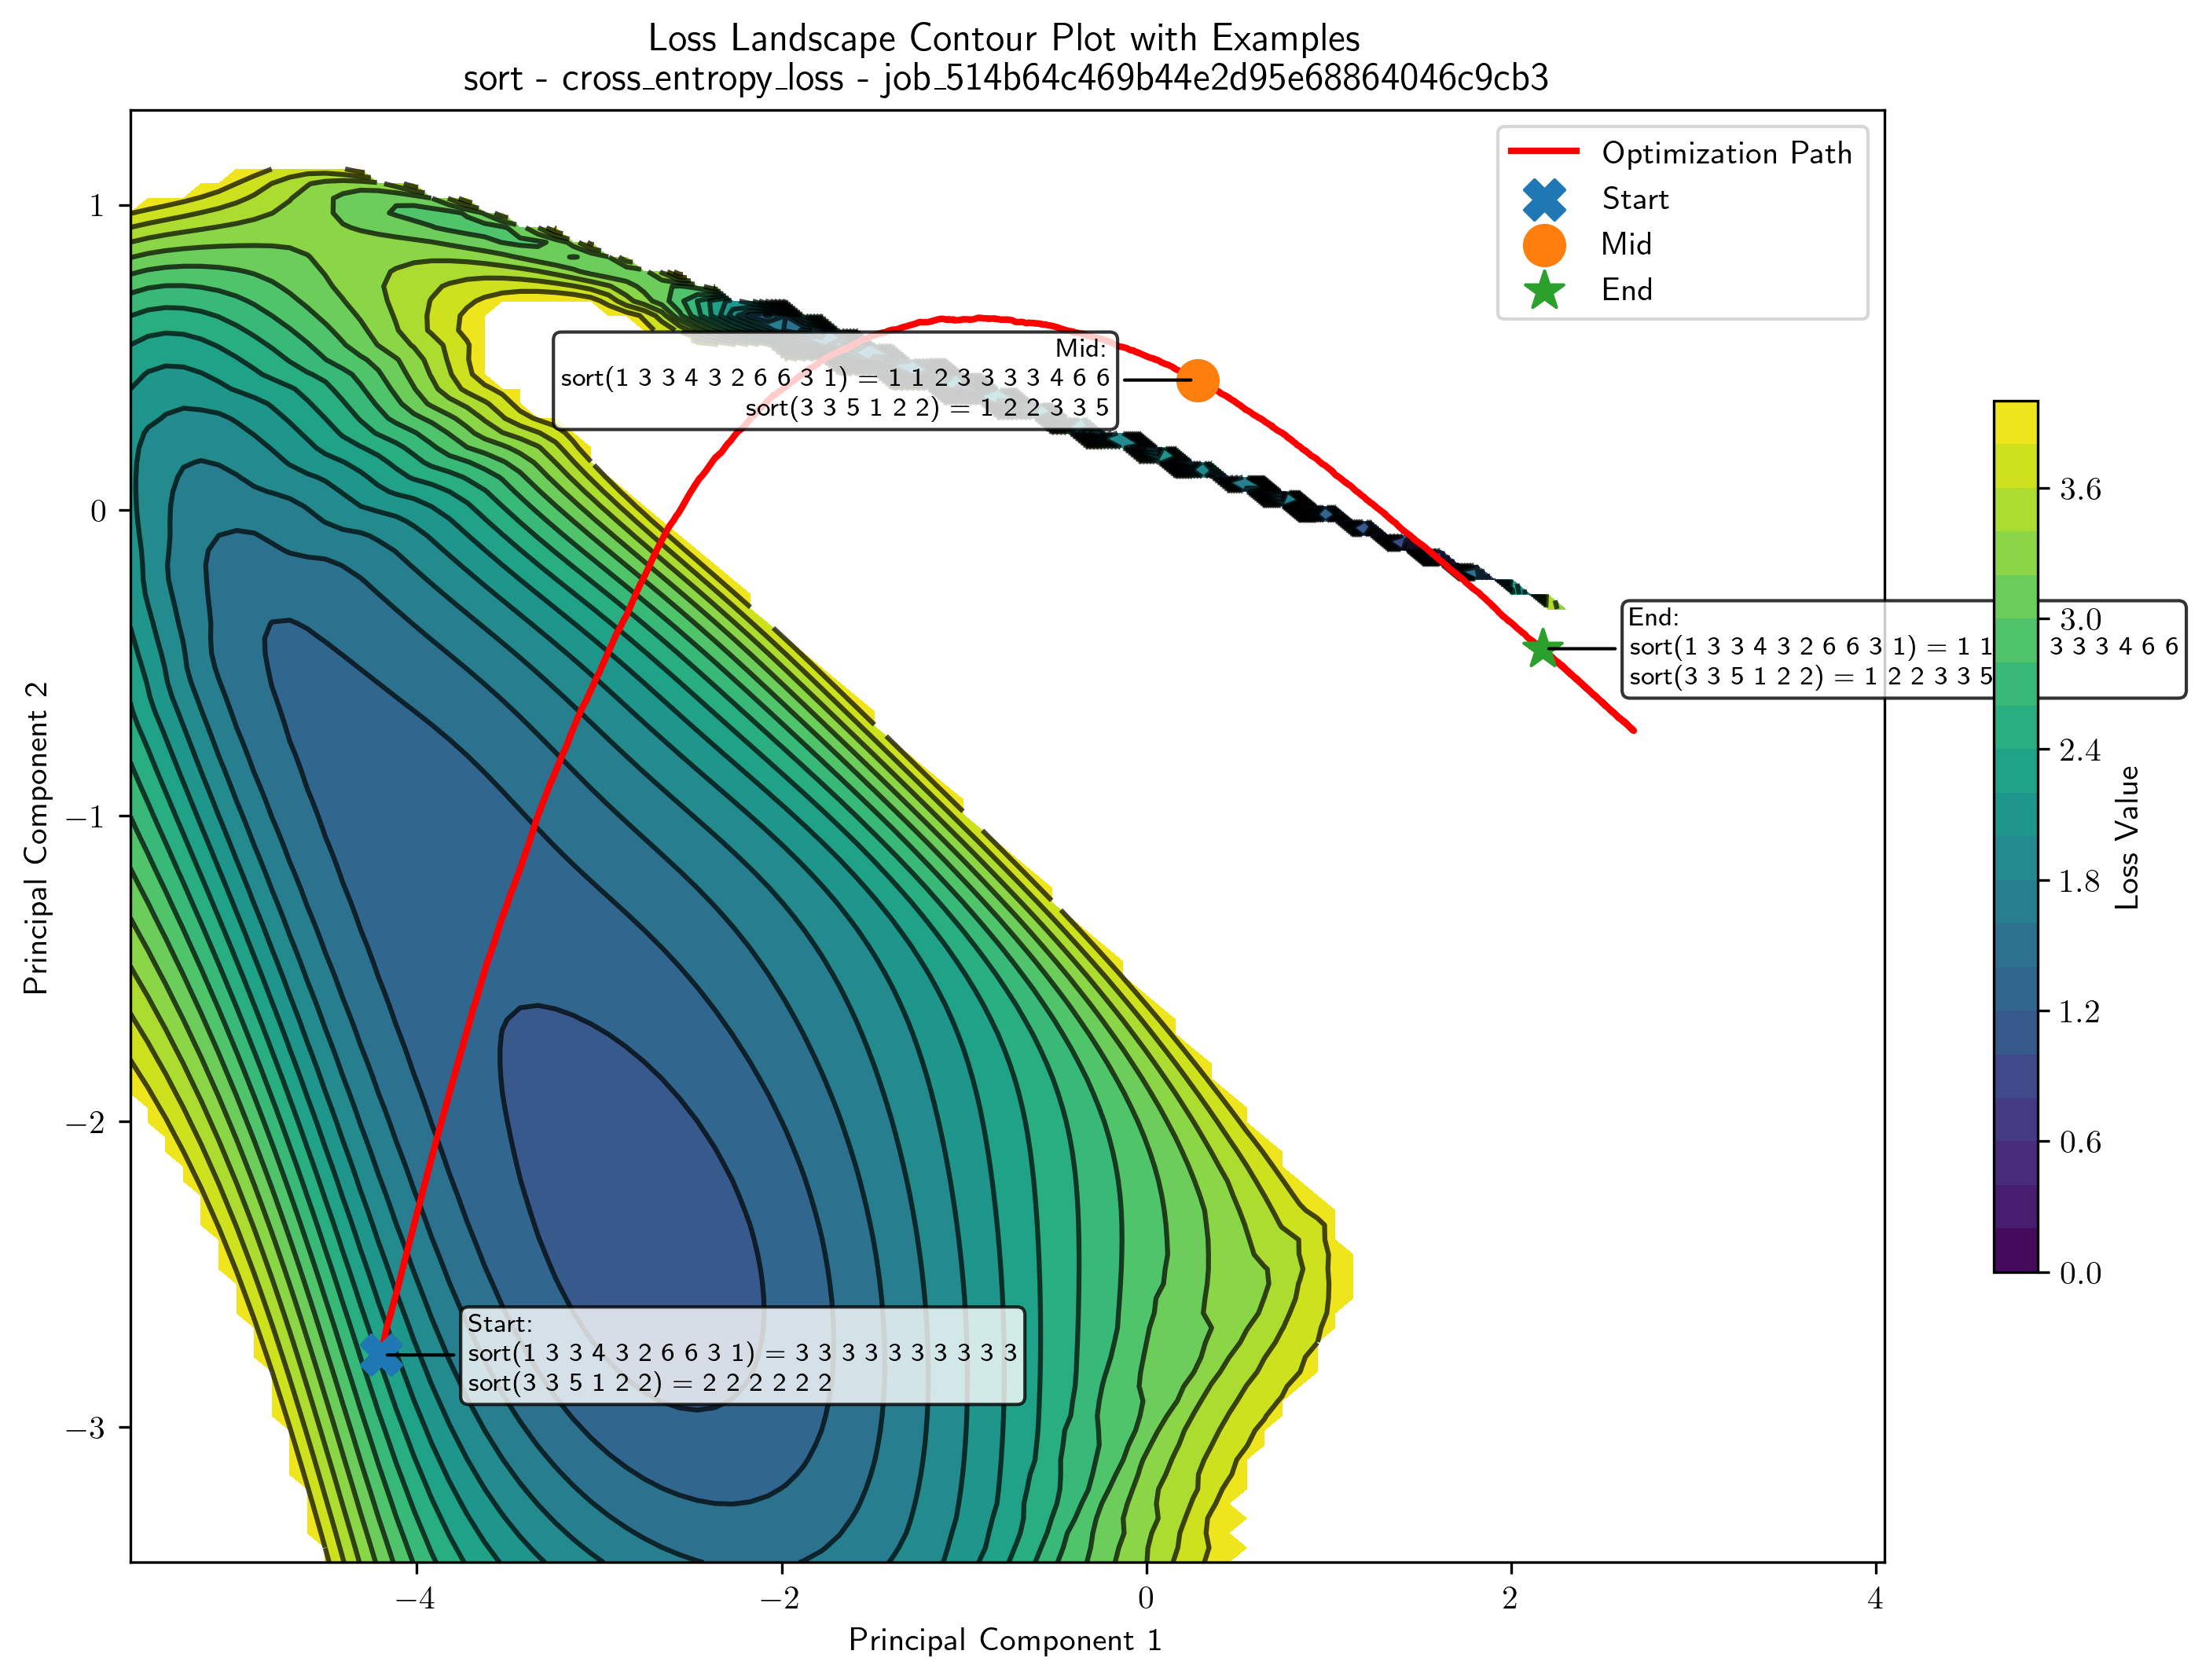 Loss Landscape Contour Plot with Examples
sort - cross_entropy_loss - job_514b64c469b44e2d95e68864046c9cb3
Optimization Path
Start
Mid
End
Mid:
sort(1 3 3 4 3 2 6 6 3 1) = 1 1 2 3 3 3 3 4 6 6
sort(3 3 5 1 2 2) = 1 2 2 3 3 5
End:
sort(1 3 3 4 3 2 6 6 3 1) = 1 1 3 3 3 4 6 6
sort(3 3 5 1 2 2) = 1 2 2 3 3 5
Start:
sort(1 3 3 4 3 2 6 6 3 1) = 3 3 3 3 3 3 3 3 3 3
sort(3 3 5 1 2 2) = 2 2 2 2 2 2
1
0
−1
−2
−3
Principal Component 2
−4
−2
0
2
4
Principal Component 1
3.6
3.0
2.4
1.8
1.2
0.6
0.0
Loss Value